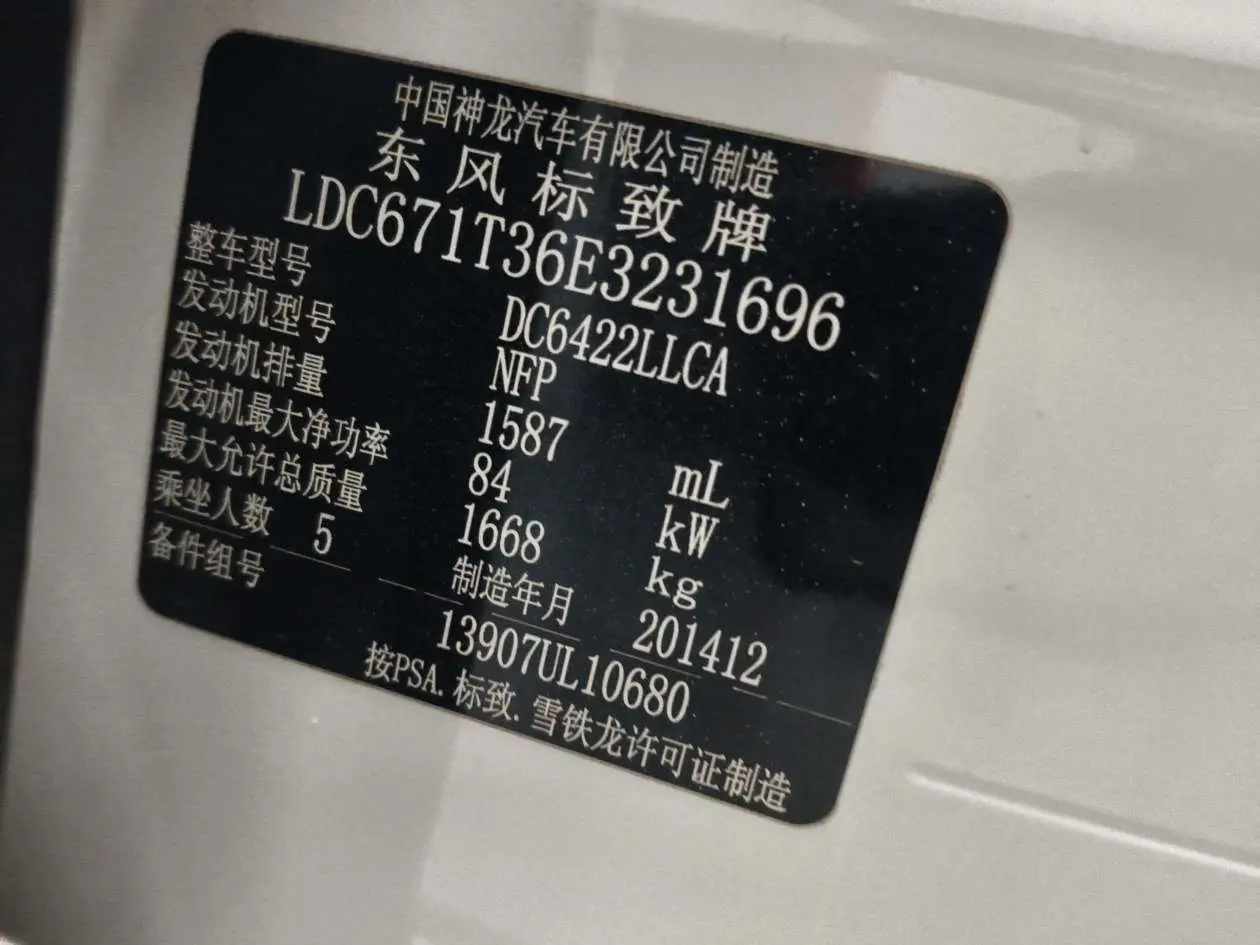 中国神龙汽车有限公司制造
东风标致牌
LDC671T36E3231696
整车型号 DC6422LLCA
发动机型号 NFP
发动机排量 1587 mL
发动机最大净功率 84 kW
最大允许总质量 1668 kg
乘坐人数 5 制造年月 201412
备件组号 13907UL10680
按PSA.标致.雪铁龙许可证制造